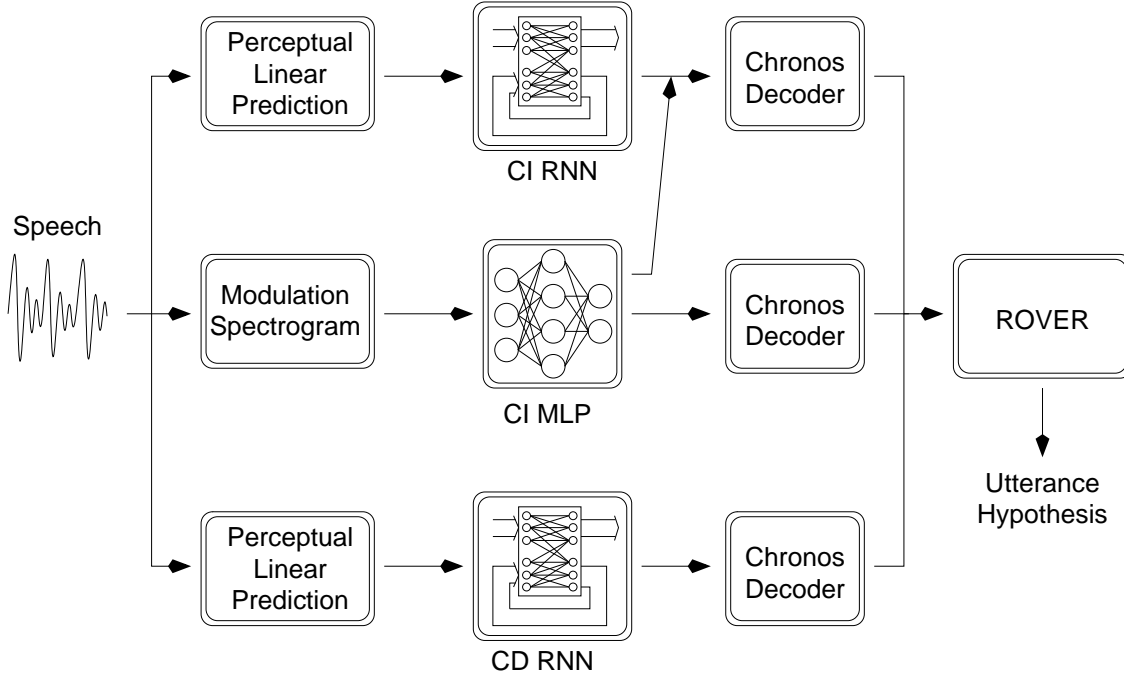 Perceptual
Linear
Prediction
CI RNN
Chronos
Decoder
Speech
Modulation
Spectrogram
CI MLP
Chronos
Decoder
ROVER
Utterance
Hypothesis
Perceptual
Linear
Prediction
CD RNN
Chronos
Decoder